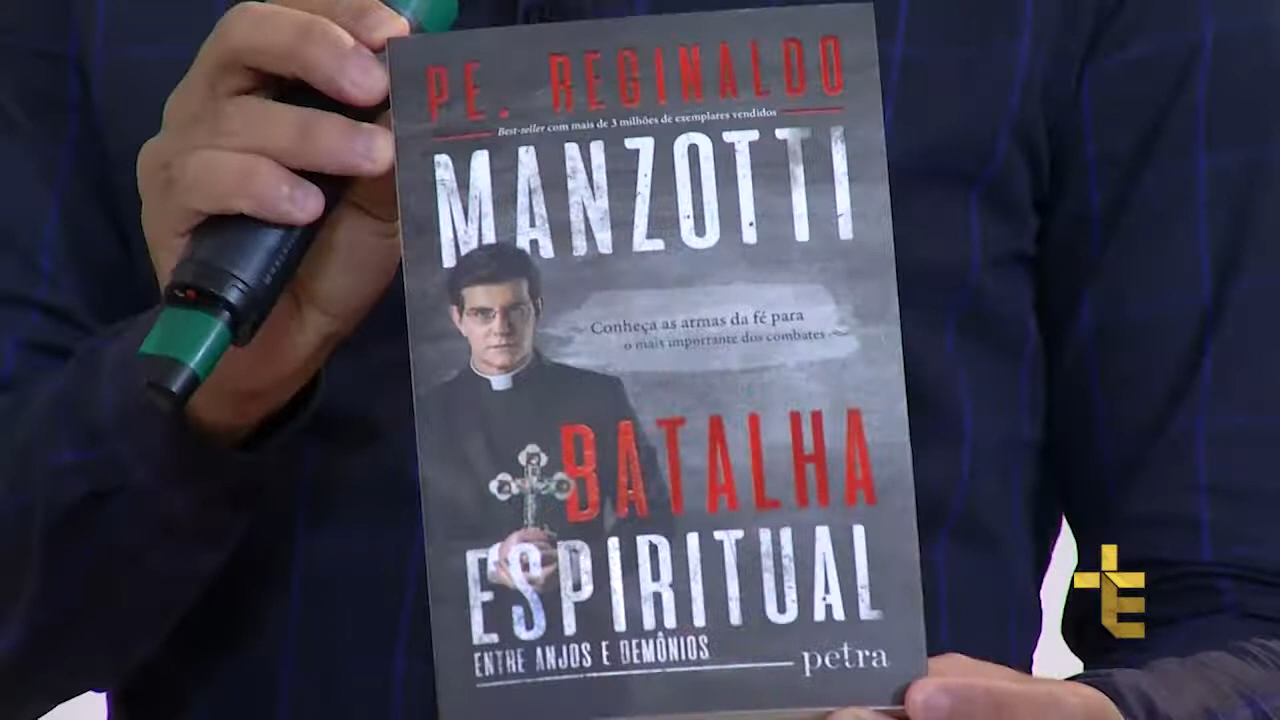 PE. REGINALDO
Best-seller com mais de 3 milhões de exemplares vendidos
MANZOTTI
Conheça as armas da fé para
o mais importante dos combates
BATALHA
ESPIRITUAL
ENTRE ANJOS E DEMÔNIOS
petra
tE